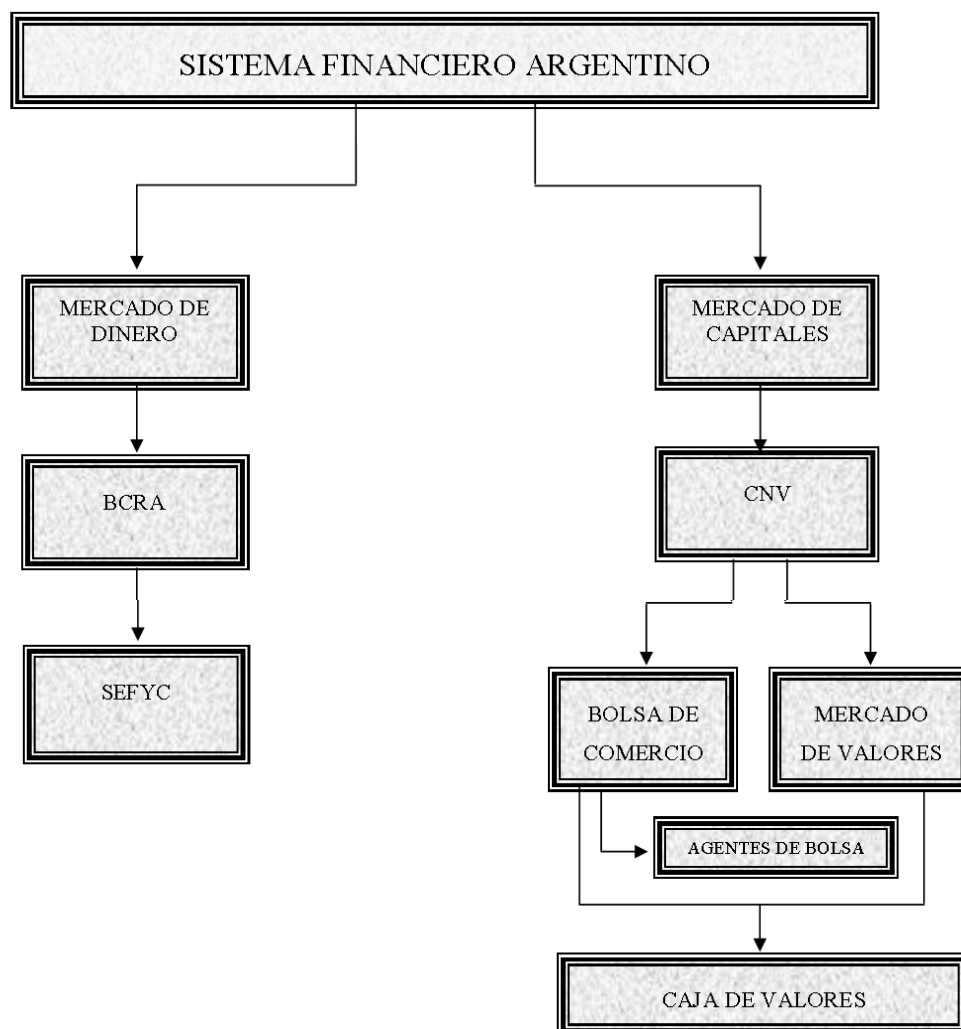 SISTEMA FINANCIERO ARGENTINO
MERCADO DE
DINERO
MERCADO DE
CAPITALES
BCRA
CNV
SEFYC
BOLSA DE
COMERCIO
MERCADO
DE VALORES
AGENTES DE BOLSA
CAJA DE VALORES